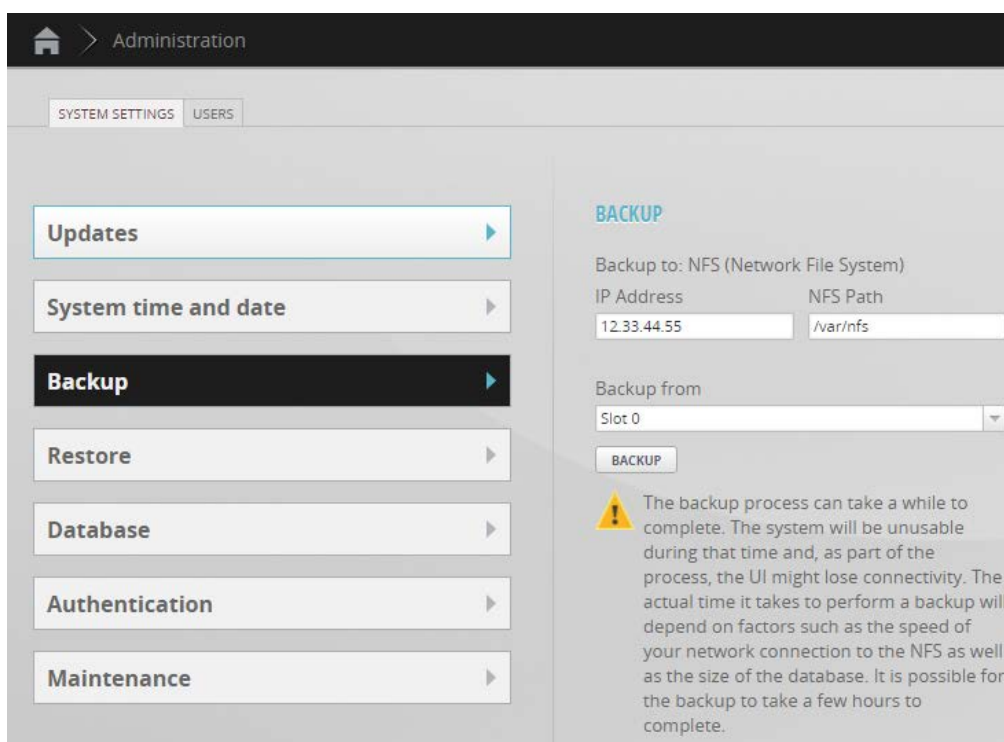 Administration
SYSTEM SETTINGS
USERS
Updates
System time and date
Backup
Restore
Database
Authentication
Maintenance
BACKUP
Backup to: NFS (Network File System)
IP Address
NFS Path
12.33.44.55
/var/nfs
Backup from
Slot 0
BACKUP
The backup process can take a while to
complete. The system will be unusable
during that time and, as part of the
process, the UI might lose connectivity. The
actual time it takes to perform a backup will
depend on factors such as the speed of
your network connection to the NFS as well
as the size of the database. It is possible for
the backup to take a few hours to
complete.